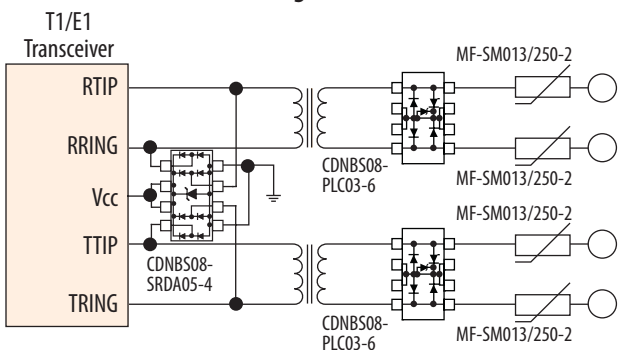 T1/E1
Transceiver
RTIP
RRING
Vcc
TTIP
TRING
CDNBS08-
SRDA05-4
CDNBS08-
PLC03-6
CDNBS08-
PLC03-6
MF-SM013/250-2
MF-SM013/250-2
MF-SM013/250-2
MF-SM013/250-2